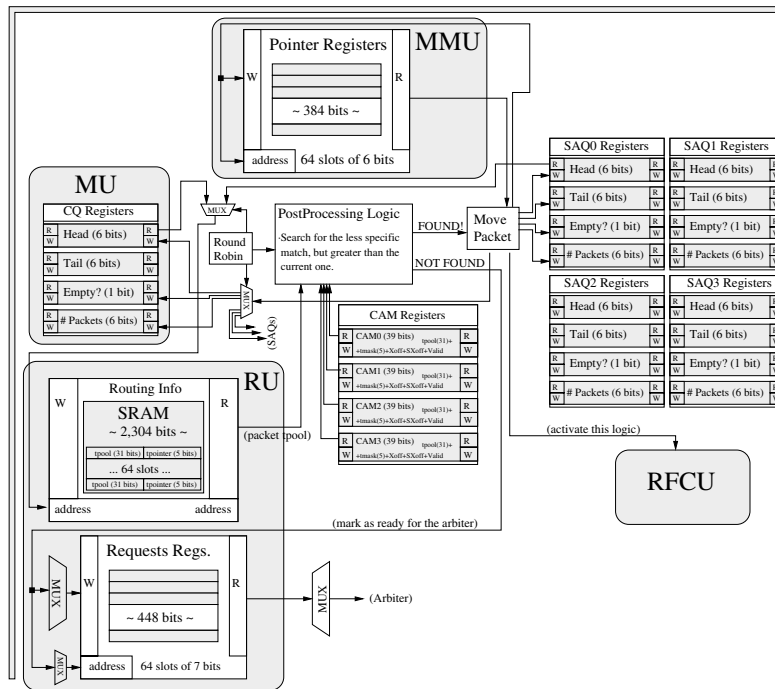 Pointer Registers
MMU
W
R
~ 384 bits ~
address
64 slots of 6 bits
MU
CQ Registers
R
W
Head (6 bits)
R
W
R
W
Tail (6 bits)
R
W
R
W
Empty? (1 bit)
R
W
R
W
# Packets (6 bits)
R
W
MUX
Round
Robin
MUX
(SAQs)
PostProcessing Logic
-Search for the less specific
match, but greater than the
current one.
FOUND!
NOT FOUND
Move
Packet
SAQ0 Registers
R
W
Head (6 bits)
R
W
R
W
Tail (6 bits)
R
W
R
W
Empty? (1 bit)
R
W
R
W
# Packets (6 bits)
R
W
SAQ1 Registers
R
W
Head (6 bits)
R
W
R
W
Tail (6 bits)
R
W
R
W
Empty? (1 bit)
R
W
R
W
# Packets (6 bits)
R
W
SAQ2 Registers
R
W
Head (6 bits)
R
W
R
W
Tail (6 bits)
R
W
R
W
Empty? (1 bit)
R
W
R
W
# Packets (6 bits)
R
W
SAQ3 Registers
R
W
Head (6 bits)
R
W
R
W
Tail (6 bits)
R
W
R
W
Empty? (1 bit)
R
W
R
W
# Packets (6 bits)
R
W
CAM Registers
R
W
CAM0 (39 bits) tpool(31)+
+tmask(5)+Xoff+SXoff+Valid
R
W
R
W
CAM1 (39 bits) tpool(31)+
+tmask(5)+Xoff+SXoff+Valid
R
W
R
W
CAM2 (39 bits) tpool(31)+
+tmask(5)+Xoff+SXoff+Valid
R
W
R
W
CAM3 (39 bits) tpool(31)+
+tmask(5)+Xoff+SXoff+Valid
R
W
RU
Routing Info
W
R
SRAM
~ 2,304 bits ~
tpool (31 bits) tpointer (5 bits)
... 64 slots ...
tpool (31 bits) tpointer (5 bits)
address
address
(packet tpool)
(activate this logic)
RFCU
(mark as ready for the arbiter)
Requests Regs.
MUX
W
R
~ 448 bits ~
MUX
(Arbiter)
MUX
address
64 slots of 7 bits